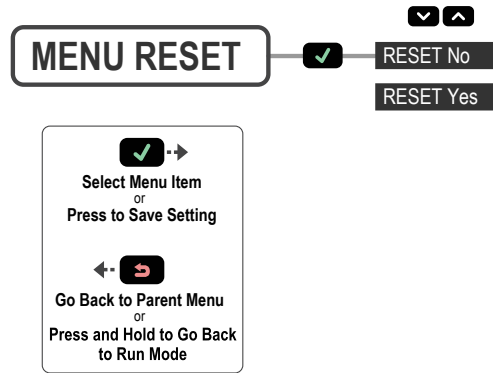 MENU RESET
RESET No
RESET Yes
Select Menu Item
or
Press to Save Setting
Go Back to Parent Menu
or
Press and Hold to Go Back
to Run Mode